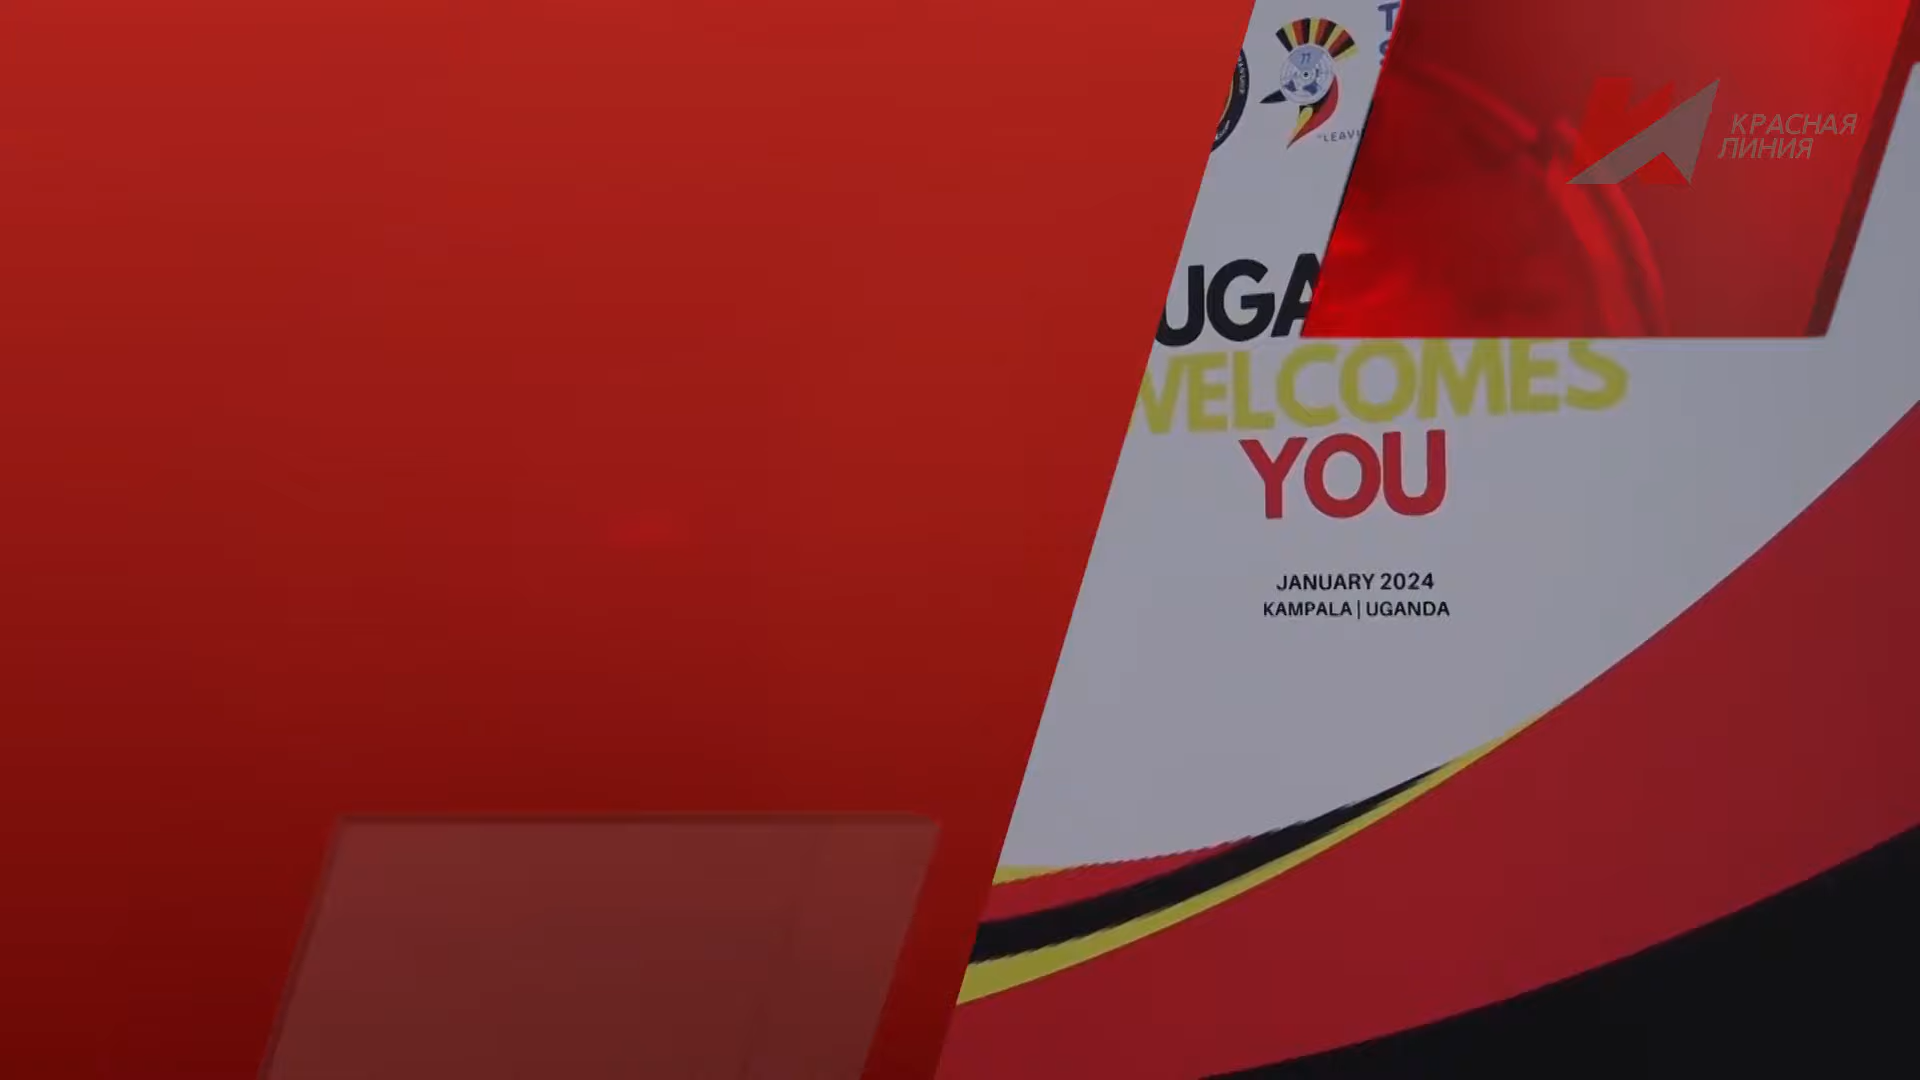 КРАСНАЯ
ЛИНИЯ
UGA
WELCOMES
YOU
JANUARY 2024
KAMPALA | UGANDA